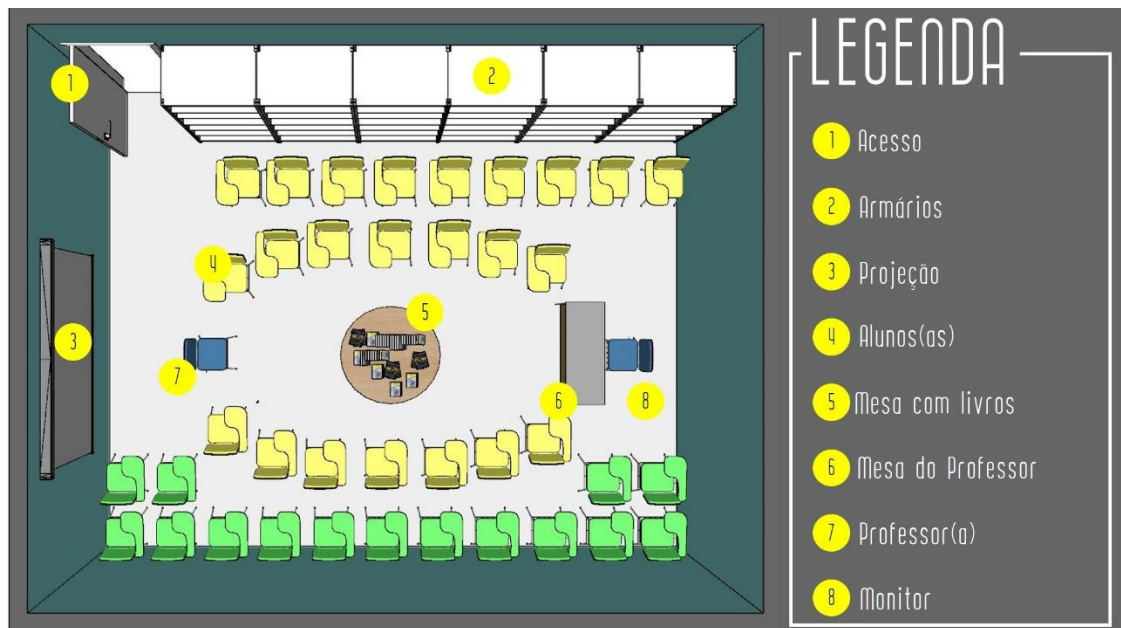 1
2
3
4
5
6
7
8
LEGENDA
1 Acesso
2 Armários
3 Projeção
4 Alunos(as)
5 Mesa com livros
6 Mesa do Professor
7 Professor(a)
8 Monitor